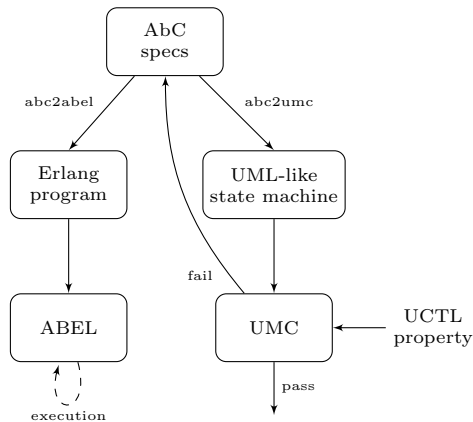 AbC
specs
abc2abel
abc2umc
Erlang
program
UML-like
state machine
fail
ABEL
UMC
UCTL
property
pass
execution